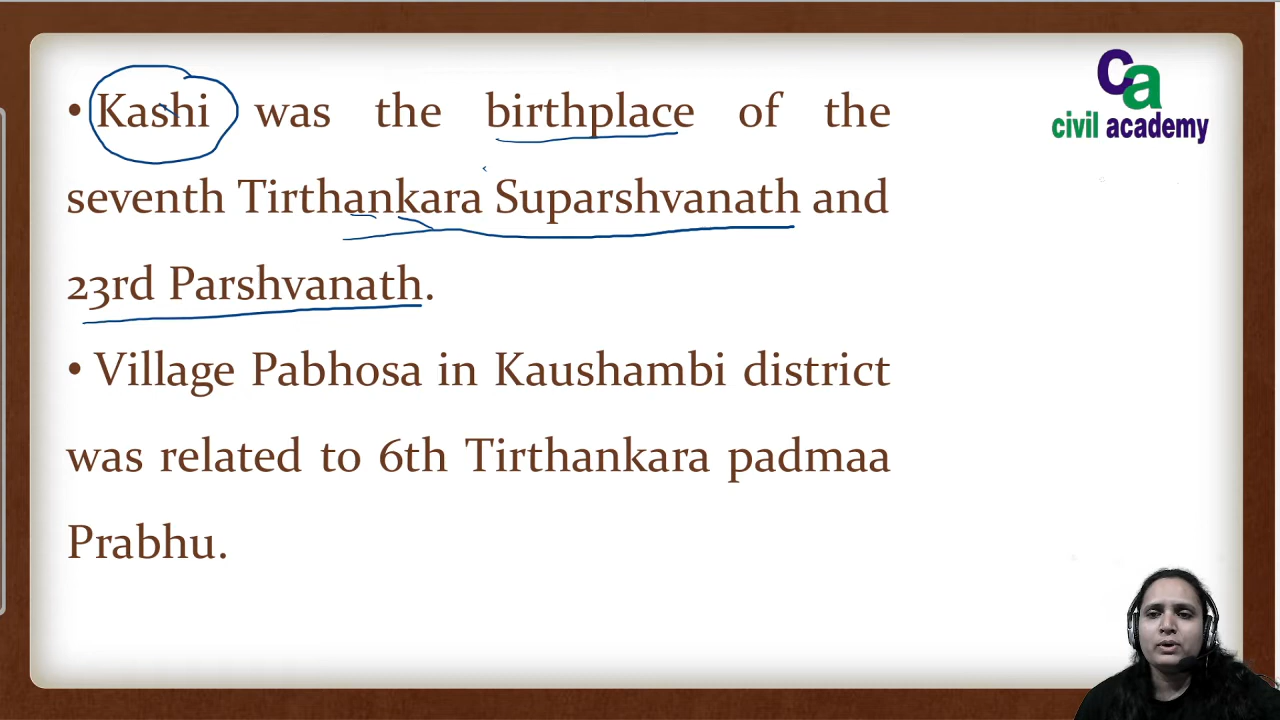 • Kashi was the birthplace of the
seventh Tirthankara Suparshvanath and
23rd Parshvanath.
• Village Pabhosa in Kaushambi district
was related to 6th Tirthankara padmaa
Prabhu.
ca
civil academy